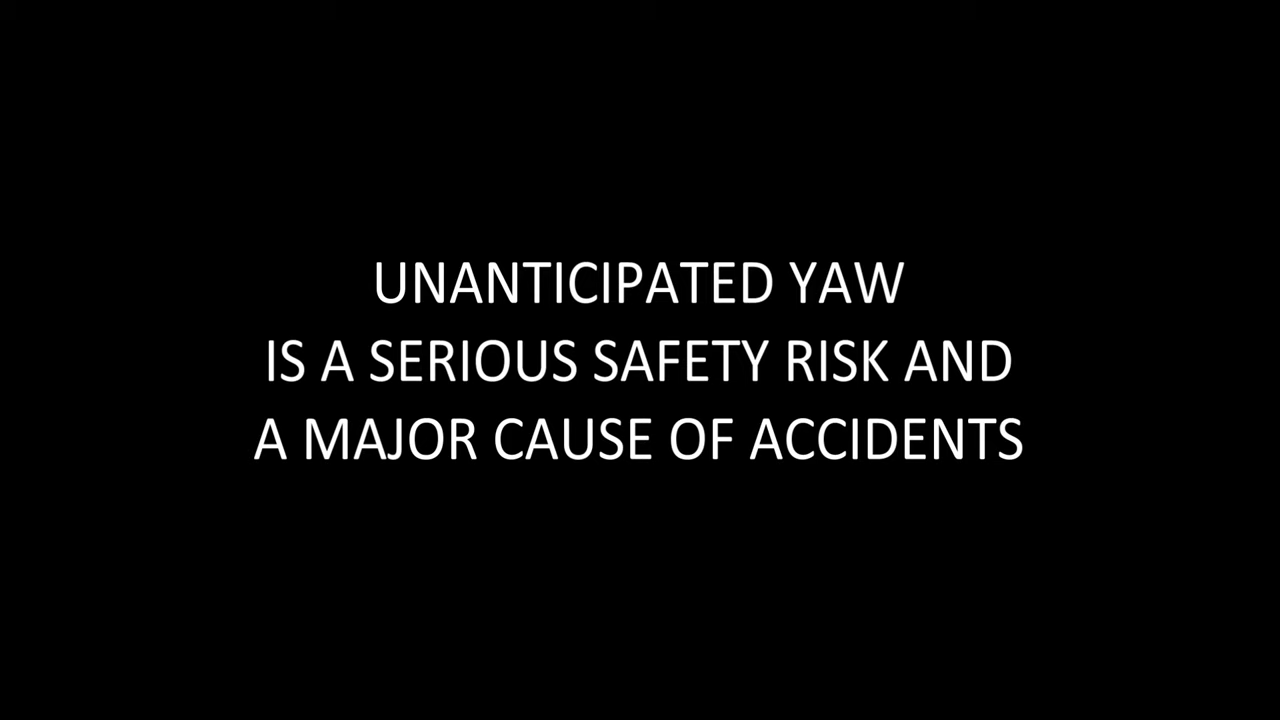 UNANTICIPATED YAW
IS A SERIOUS SAFETY RISK AND
A MAJOR CAUSE OF ACCIDENTS